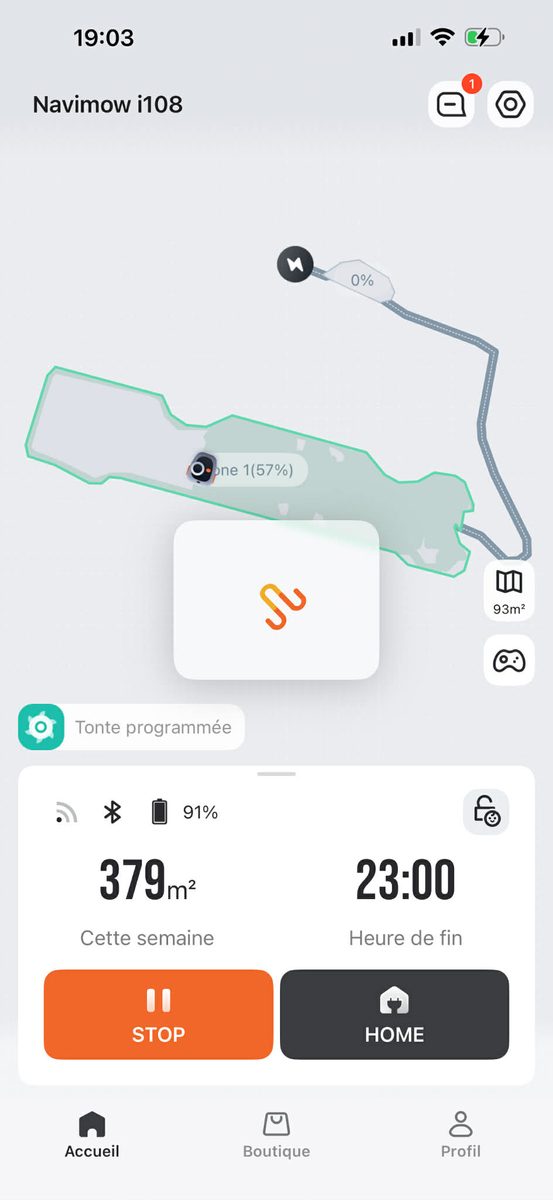 19:03
Navimow i108
1
0%
one 1(57%)
93m²
Tonte programmée
91%
379m²
23:00
Cette semaine
Heure de fin
STOP
HOME
Accueil
Boutique
Profil